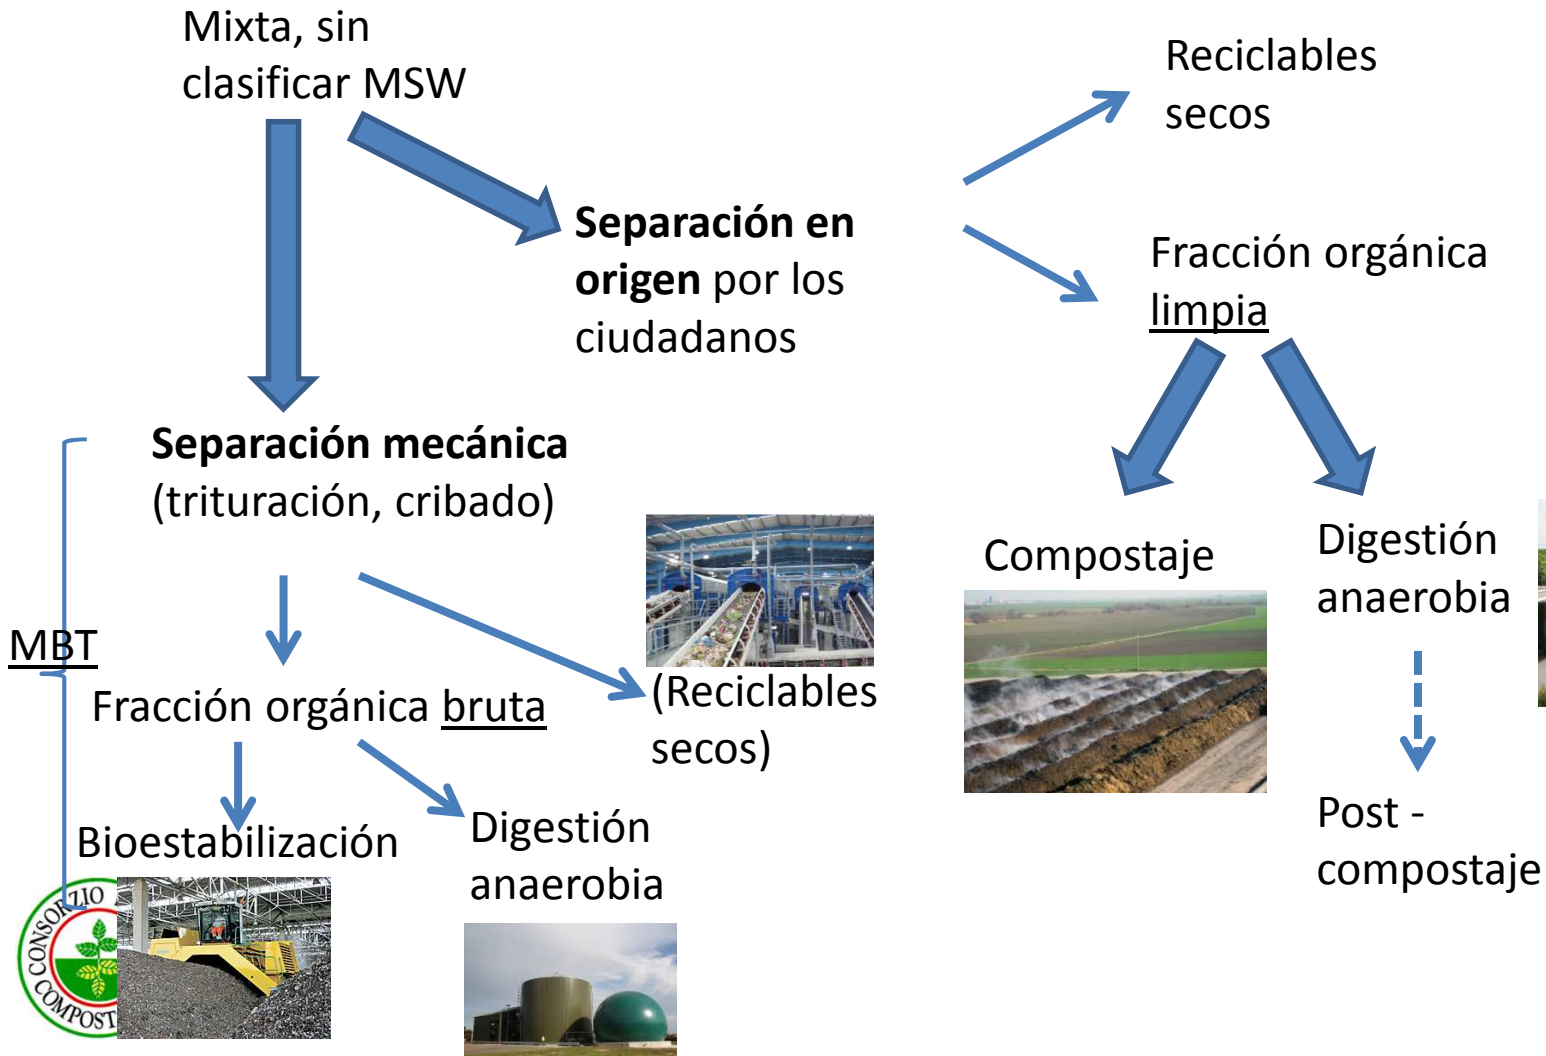 Mixta, sin
clasificar MSW
Reciclables
secos
Separación en
origen por los
ciudadanos
Fracción orgánica
limpia
Separación mecánica
(trituración, cribado)
Compostaje
Digestión
anaerobia
MBT
Fracción orgánica bruta
(Reciclables
secos)
Post -
compostaje
Bioestabilización
Digestión
anaerobia
CONSORZIO